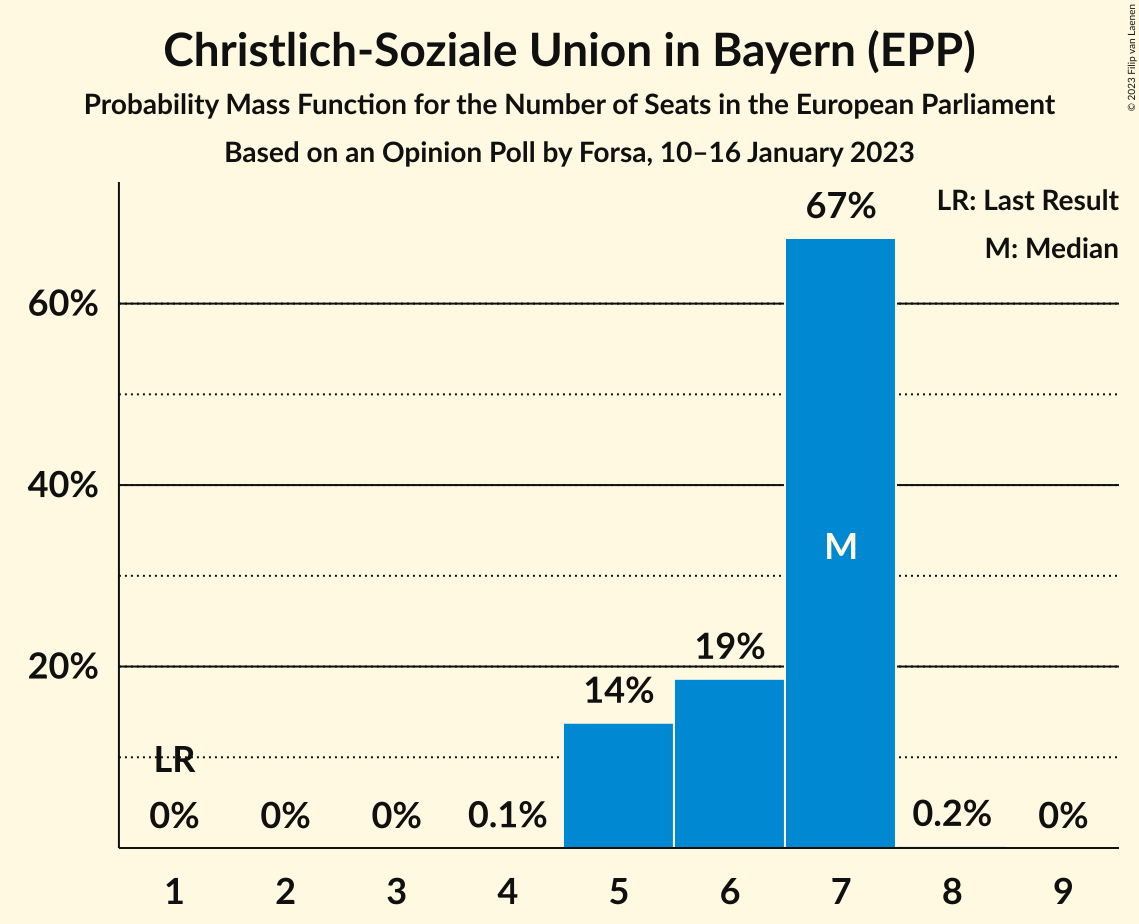 Christlich-Soziale Union in Bayern (EPP)
Probability Mass Function for the Number of Seats in the European Parliament
Based on an Opinion Poll by Forsa, 10–16 January 2023
© 2023 Filip van Laenen
LR: Last Result
M: Median
67%
60%
40%
M
20%
19%
14%
LR
0%
0%
0%
0.1%
0.2%
0%
1 2 3 4 5 6 7 8 9